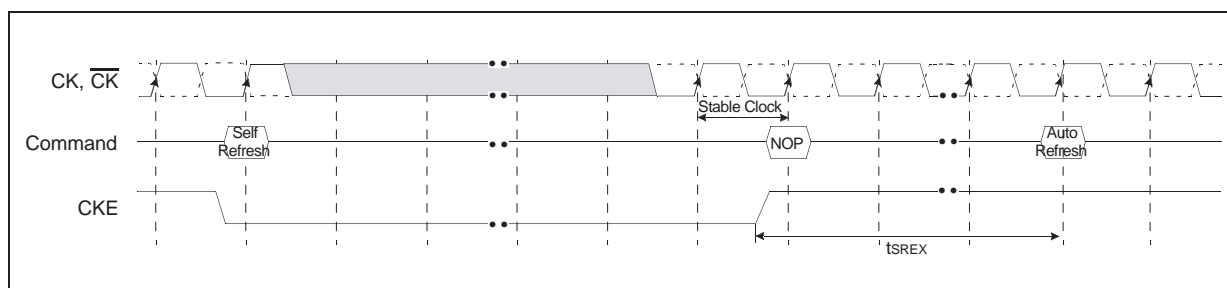 CK, CK
Stable Clock
Command
Self
Refresh
NOP
Auto
Refresh
CKE
tSREX